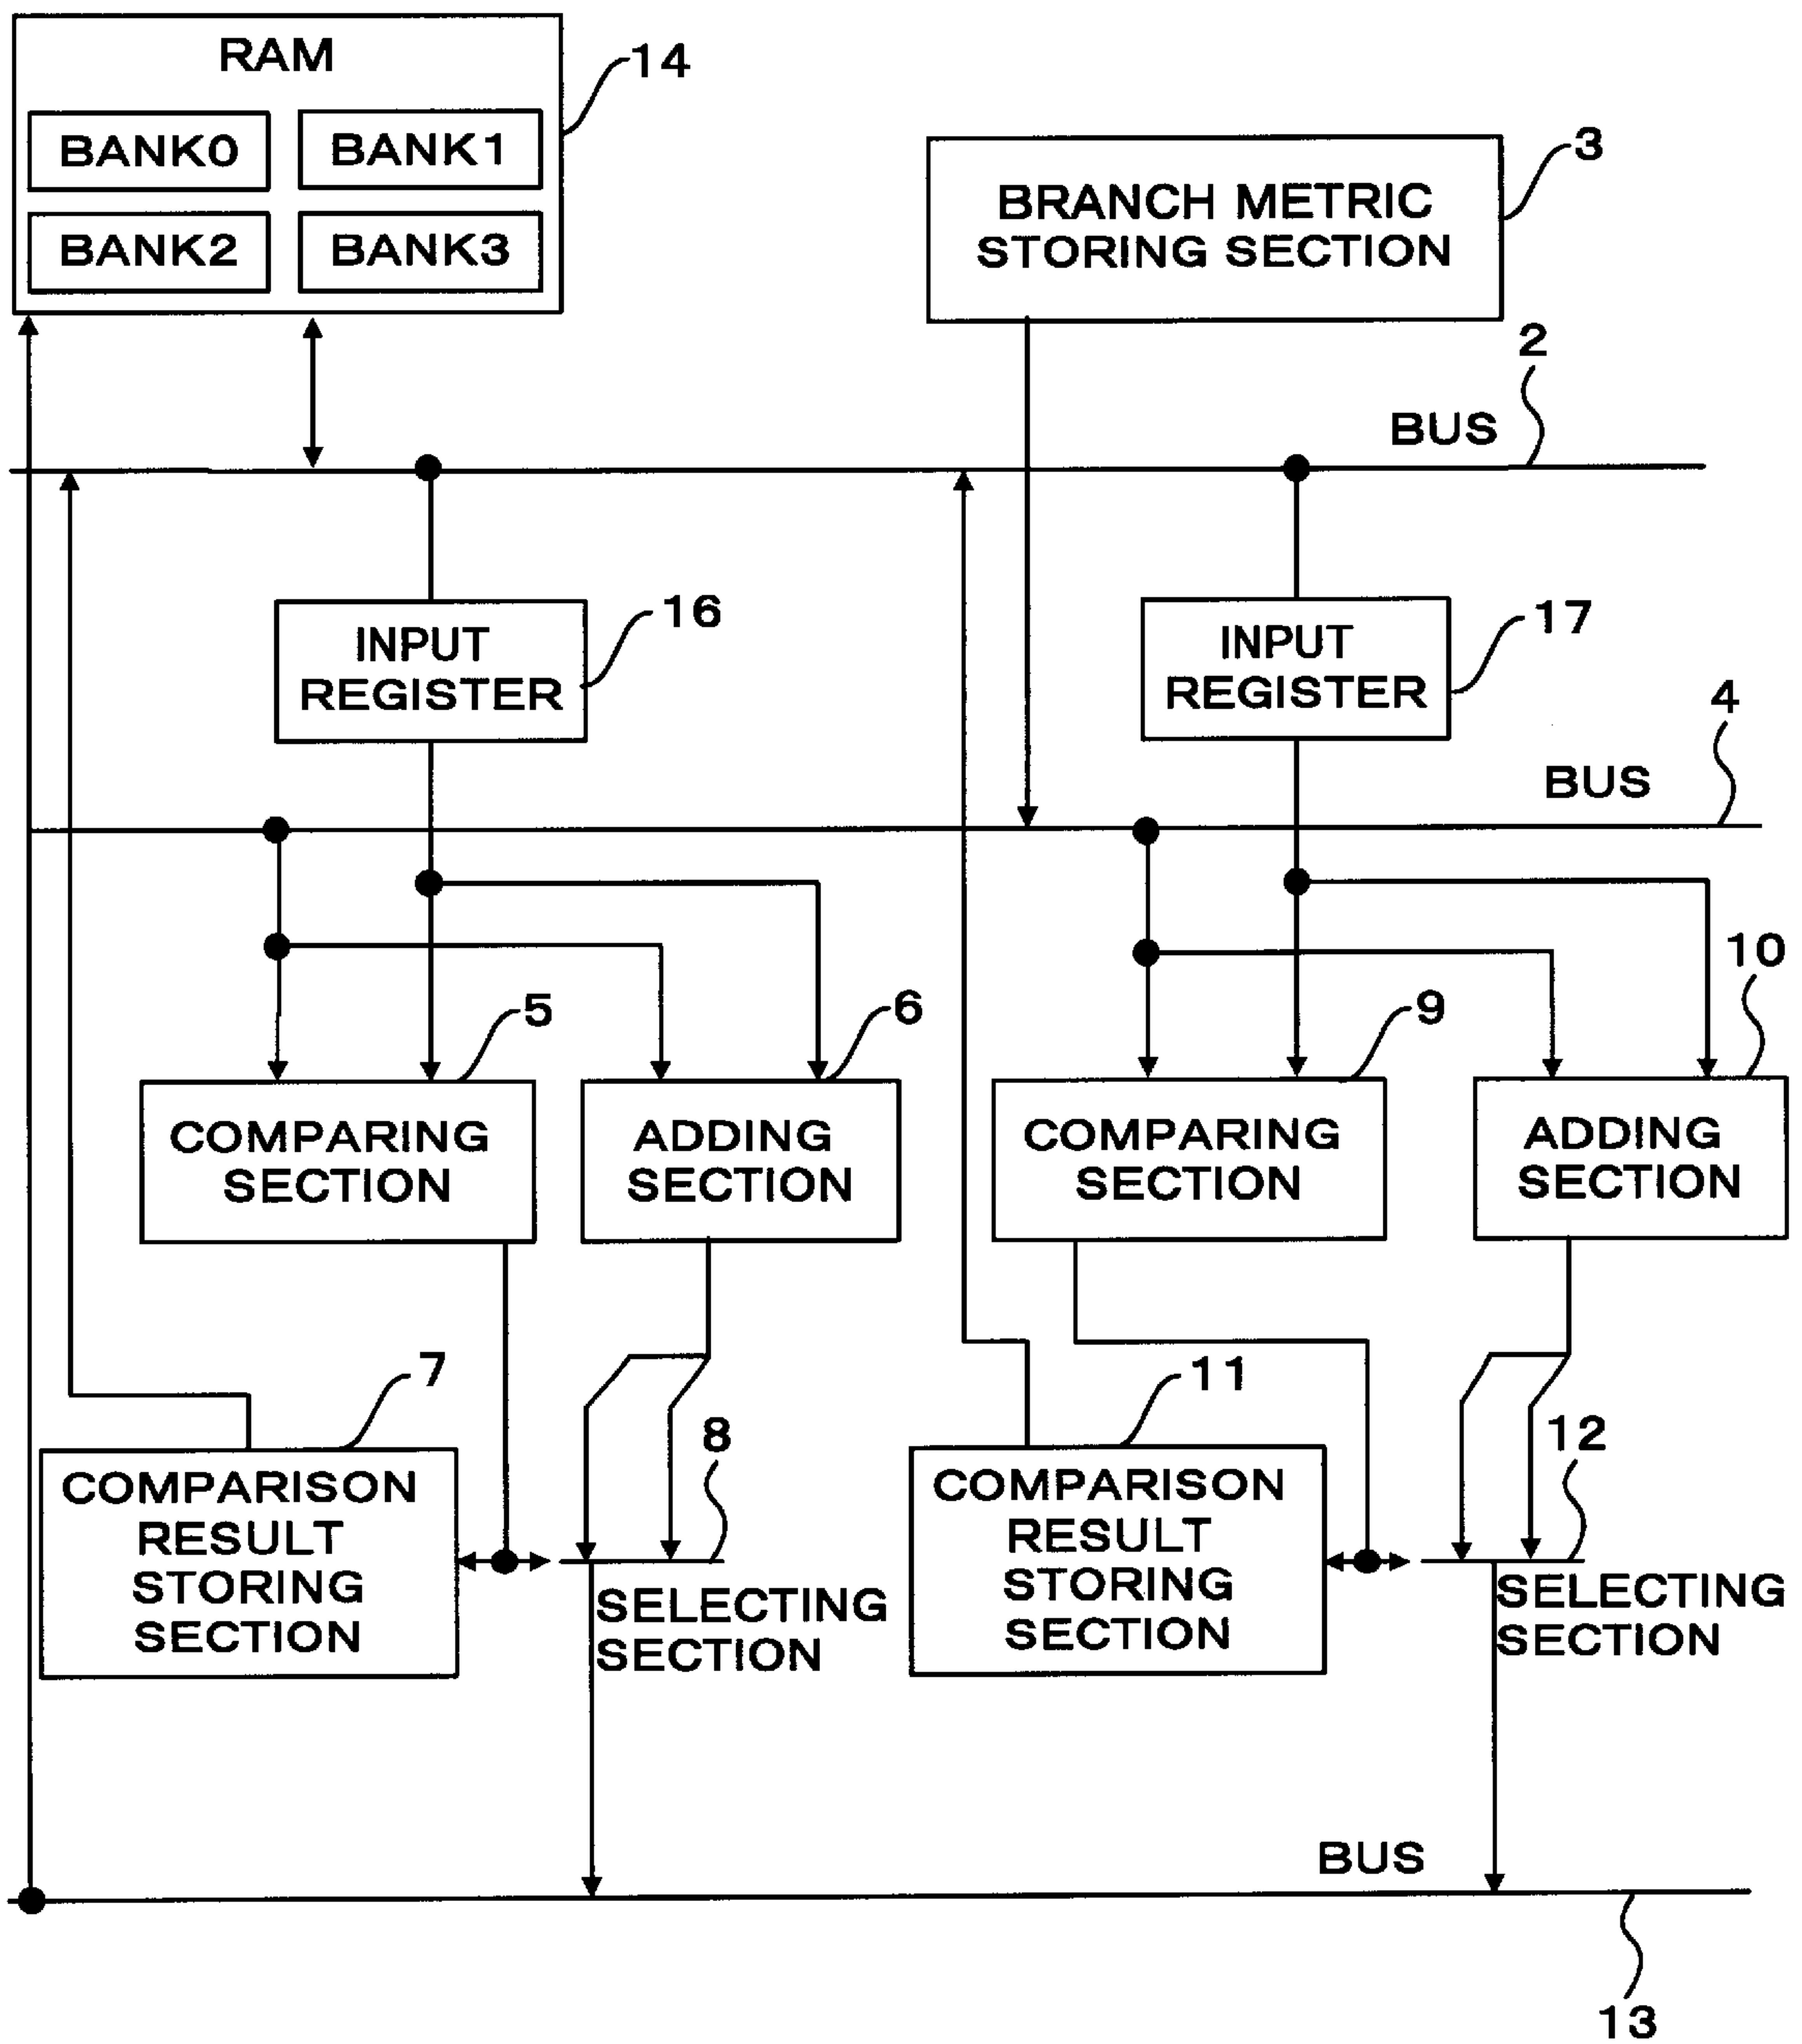 RAM
14
BANK0
BANK1
BANK2
BANK3
3
BRANCH METRIC
STORING SECTION
2
BUS
16
INPUT
REGISTER
17
INPUT
REGISTER
4
BUS
5
6
9
10
COMPARING
SECTION
ADDING
SECTION
COMPARING
SECTION
ADDING
SECTION
7
8
11
12
COMPARISON
RESULT
STORING
SECTION
SELECTING
SECTION
COMPARISON
RESULT
STORING
SECTION
SELECTING
SECTION
BUS
13